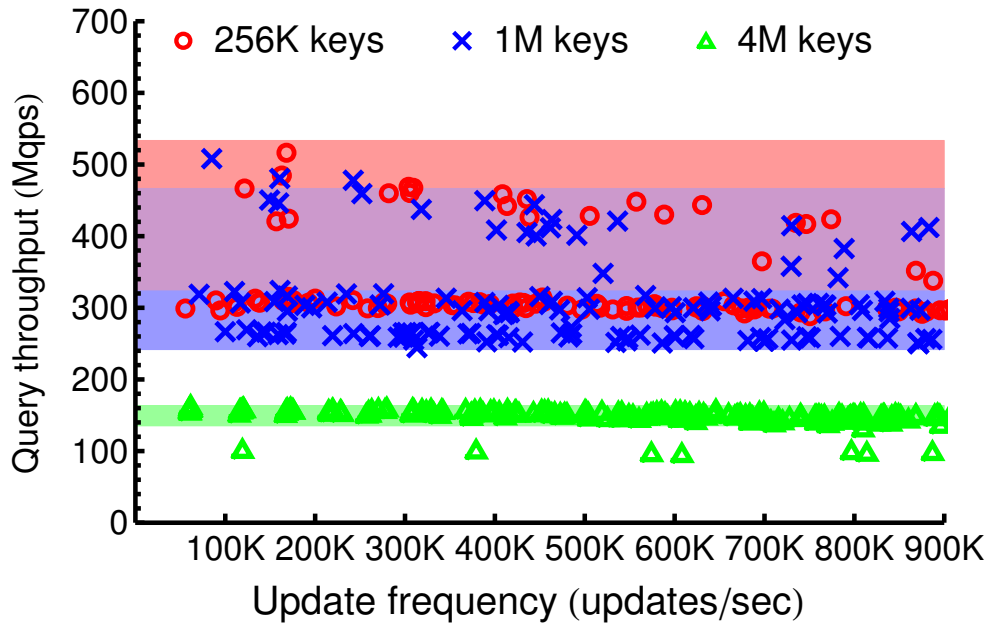 700
256K keys
1M keys
4M keys
600
500
400
300
200
100
0
Query throughput (Mqps)
100K 200K 300K 400K 500K 600K 700K 800K 900K
Update frequency (updates/sec)